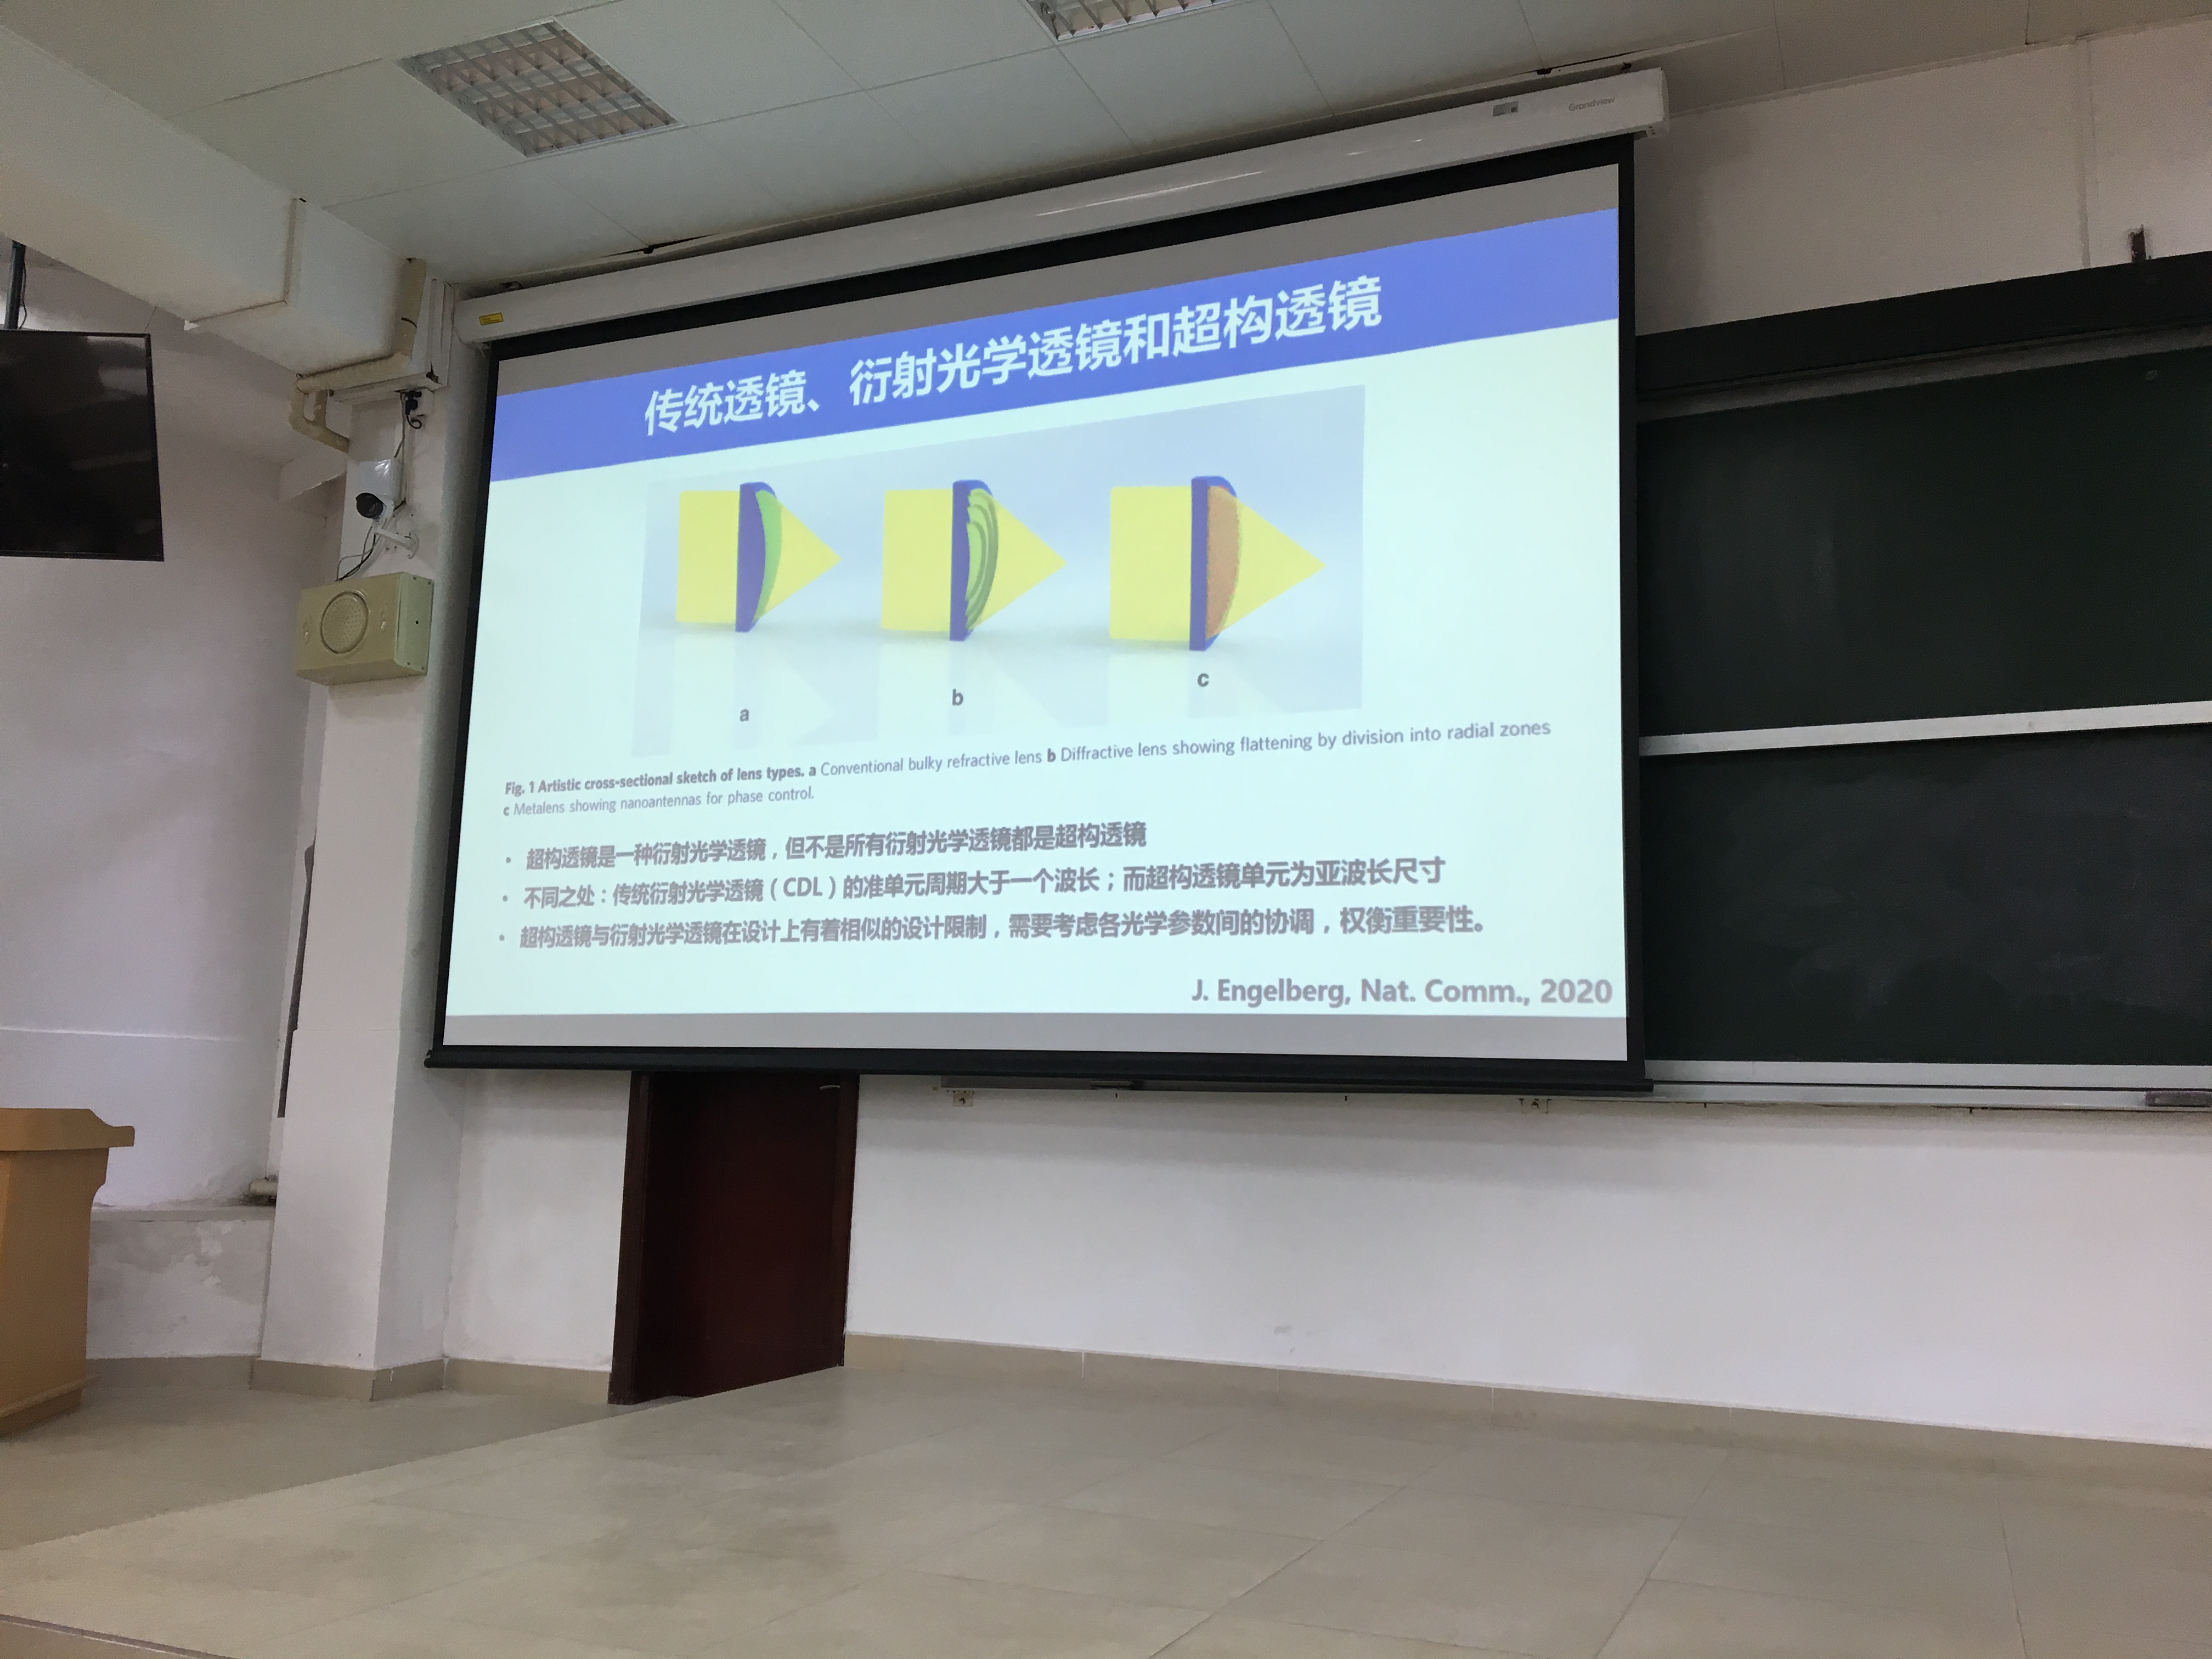 Grandview
传统透镜、衍射光学透镜和超构透镜
a
b
c
Fig. 1 Artistic cross-sectional sketch of lens types. a Conventional bulky refractive lens b Diffractive lens showing flattening by division into radial zones
c Metalens showing nanoantennas for phase control.
• 超构透镜是一种衍射光学透镜，但不是所有衍射光学透镜都是超构透镜
• 不同之处：传统衍射光学透镜（CDL）的准单元周期大于一个波长；而超构透镜单元为亚波长尺寸
• 超构透镜与衍射光学透镜在设计上有着相似的设计限制，需要考虑各光学参数间的协调，权衡重要性。
J. Engelberg, Nat. Comm., 2020